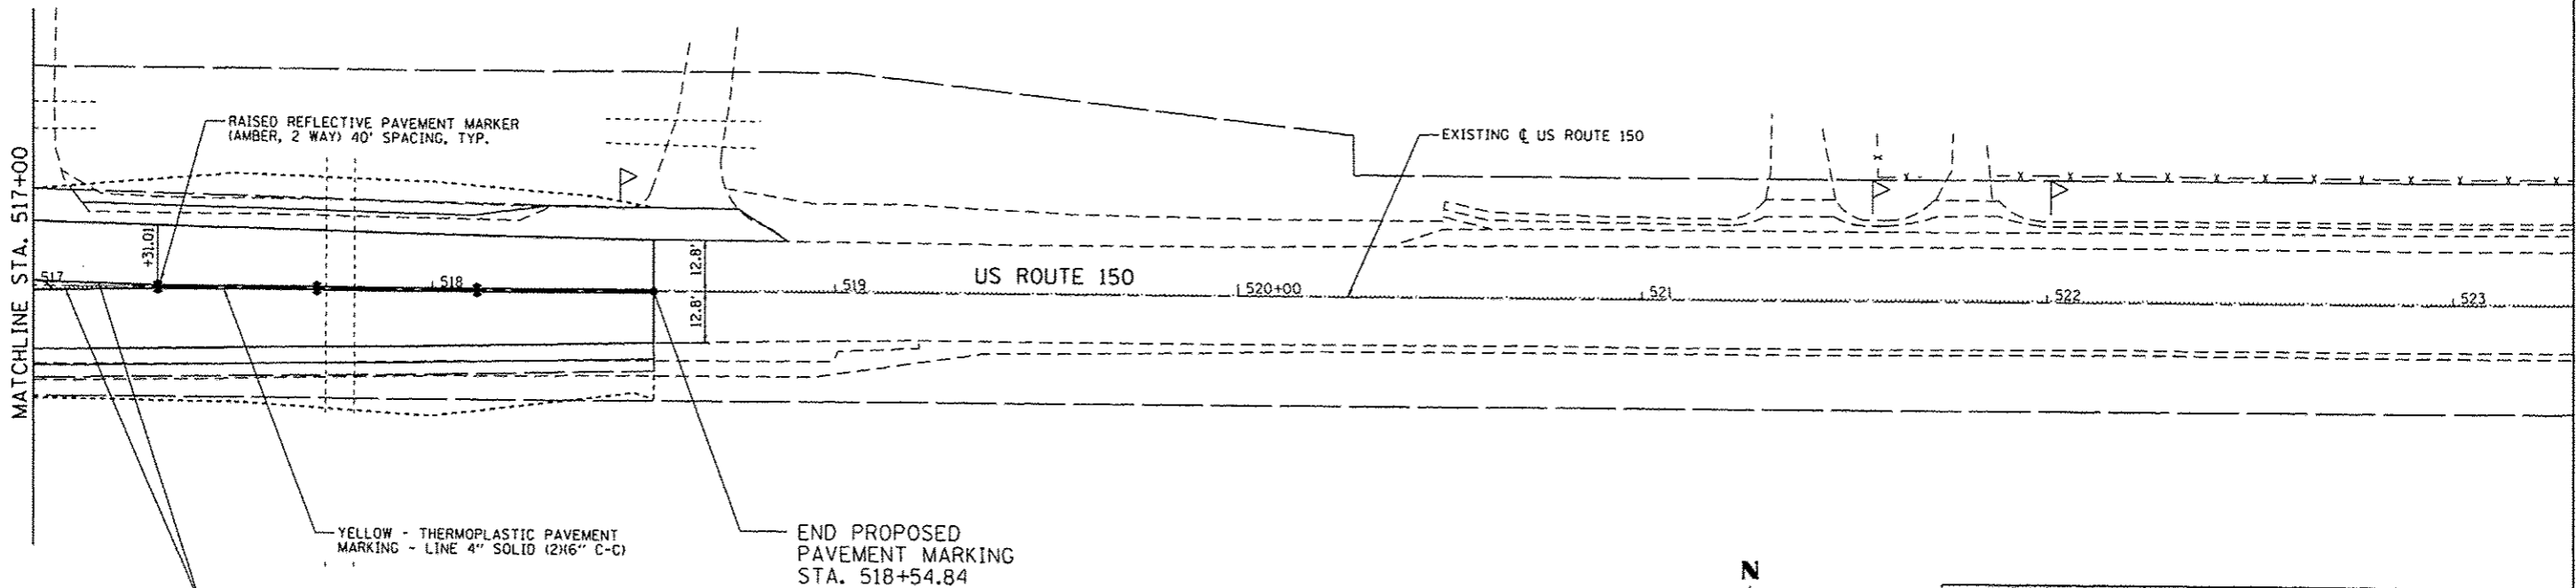 RAISED REFLECTIVE PAVEMENT MARKER
(AMBER, 2 WAY) 40' SPACING, TYP.
EXISTING ℄ US ROUTE 150
MATCHLINE STA. 517+00
+31.01
12.8'
12.8'
517
518
519
US ROUTE 150
520+00
521
522
523
YELLOW - THERMOPLASTIC PAVEMENT
MARKING - LINE 4" SOLID (2)(6" C-C)
END PROPOSED
PAVEMENT MARKING
STA. 518+54.84
N